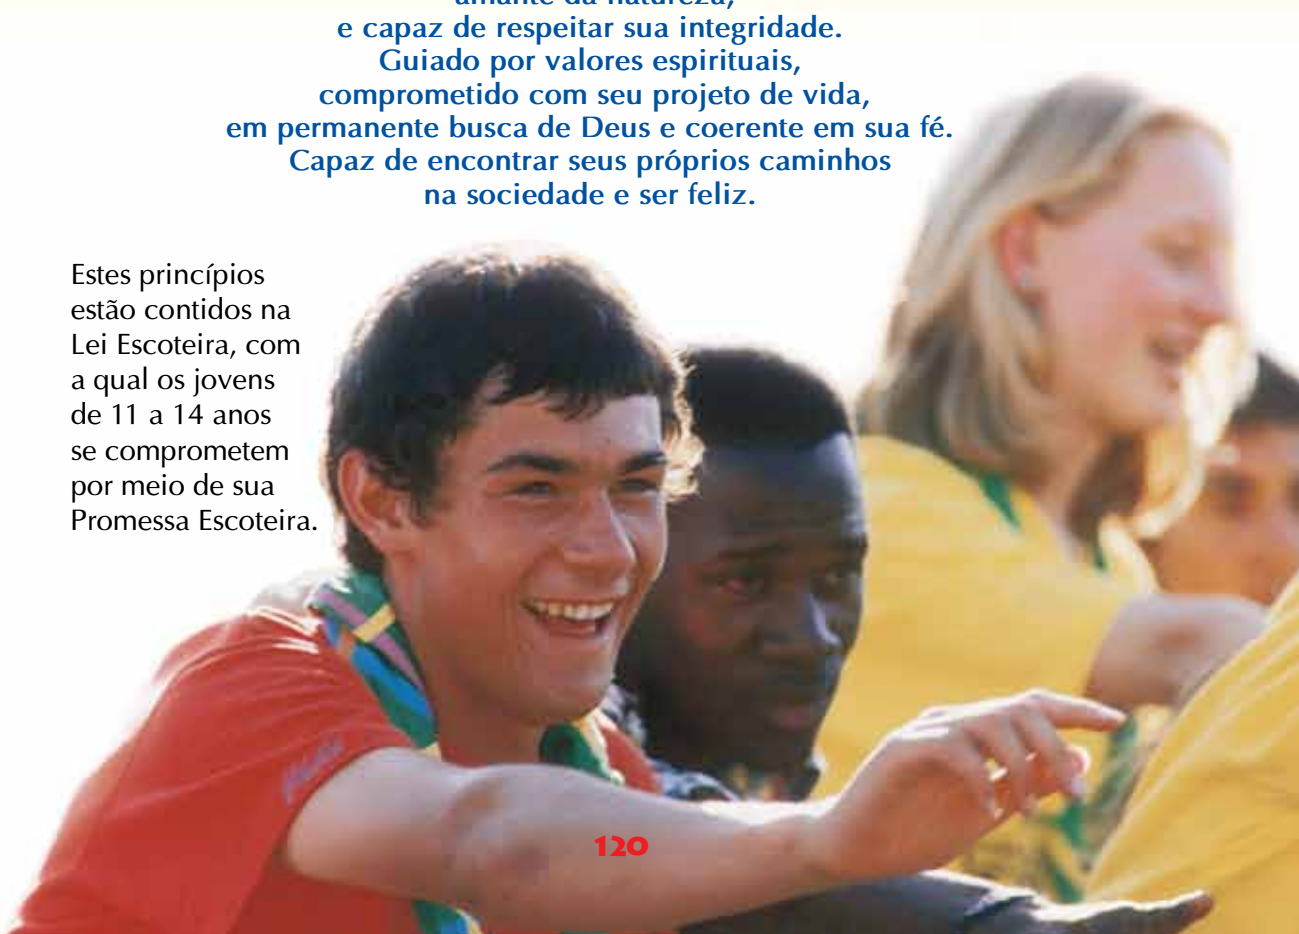 amante da natureza,
e capaz de respeitar sua integridade.
Guiado por valores espirituais,
comprometido com seu projeto de vida,
em permanente busca de Deus e coerente em sua fé.
Capaz de encontrar seus próprios caminhos
na sociedade e ser feliz.
Estes princípios
estão contidos na
Lei Escoteira, com
a qual os jovens
de 11 a 14 anos
se comprometem
por meio de sua
Promessa Escoteira.
120